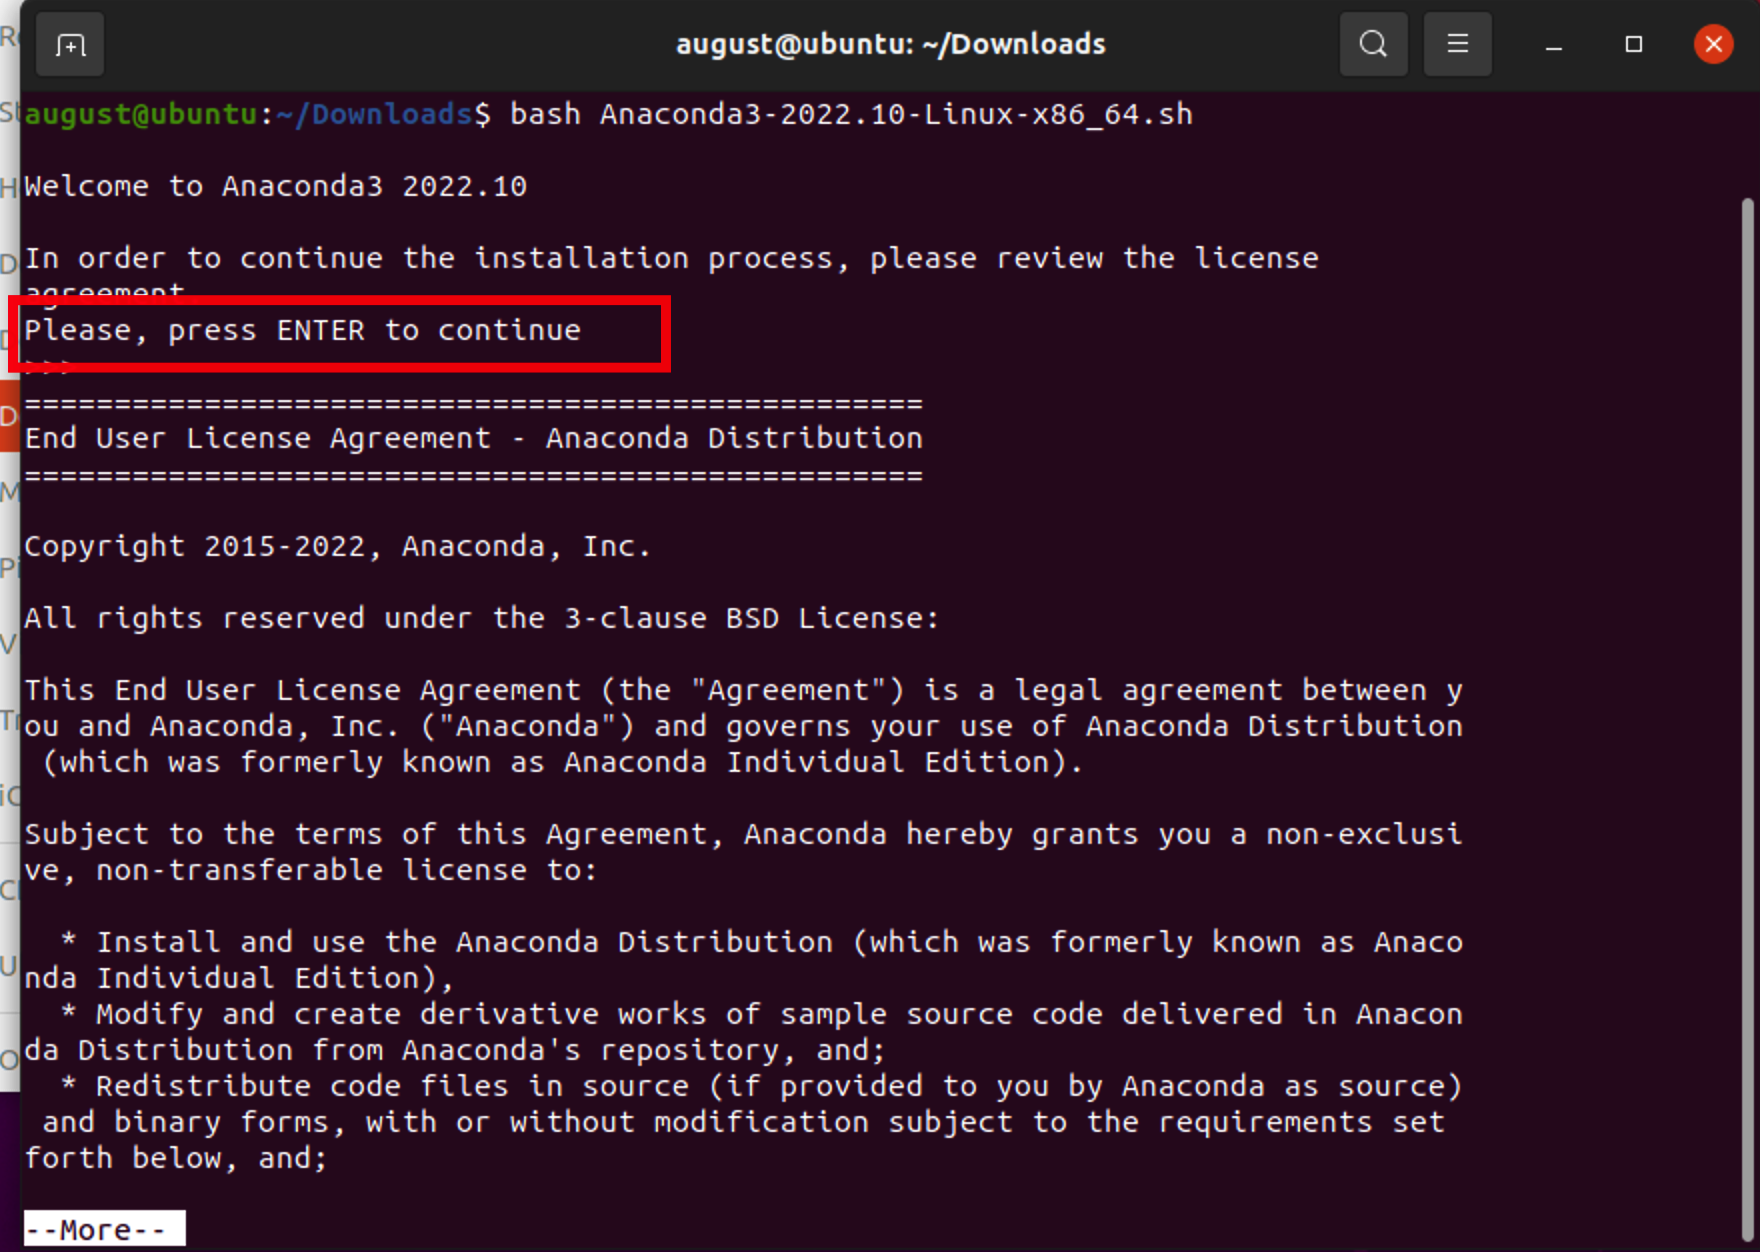 august@ubuntu: ~/Downloads
august@ubuntu:~/Downloads$ bash Anaconda3-2022.10-Linux-x86_64.sh
Welcome to Anaconda3 2022.10
In order to continue the installation process, please review the license
agreement.
Please, press ENTER to continue
>>>
==================================================
End User License Agreement - Anaconda Distribution
==================================================
Copyright 2015-2022, Anaconda, Inc.
All rights reserved under the 3-clause BSD License:
This End User License Agreement (the "Agreement") is a legal agreement between y
ou and Anaconda, Inc. ("Anaconda") and governs your use of Anaconda Distribution
 (which was formerly known as Anaconda Individual Edition).
Subject to the terms of this Agreement, Anaconda hereby grants you a non-exclusi
ve, non-transferable license to:
  * Install and use the Anaconda Distribution (which was formerly known as Anaco
nda Individual Edition),
  * Modify and create derivative works of sample source code delivered in Anacon
da Distribution from Anaconda's repository, and;
  * Redistribute code files in source (if provided to you by Anaconda as source)
 and binary forms, with or without modification subject to the requirements set
forth below, and;
--More--